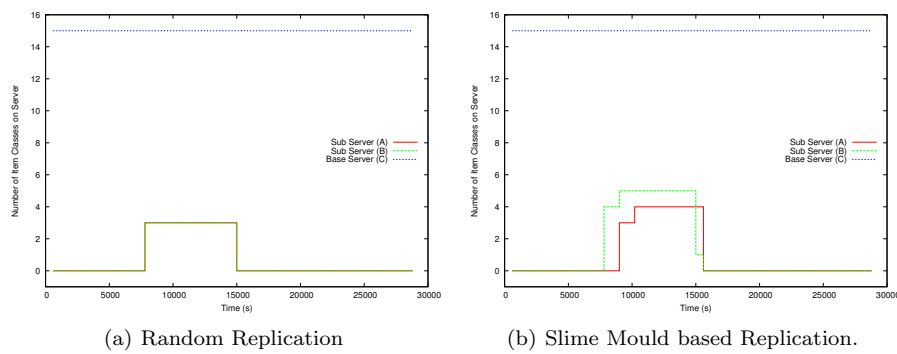 16
14
12
10
8
6
4
2
0
Number of Item Classes on Server
Sub Server (A)
Sub Server (B)
Base Server (C)
0 5000 10000 15000 20000 25000 30000
Time (s)
(a) Random Replication
16
14
12
10
8
6
4
2
0
Number of Item Classes on Server
Sub Server (A)
Sub Server (B)
Base Server (C)
0 5000 10000 15000 20000 25000 30000
Time (s)
(b) Slime Mould based Replication.